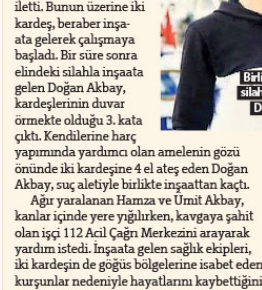 iletti. Bunun üzerine iki
kardeş, beraber inşa-
ata gelerek çalışmaya
başladı. Bir süre sonra
elindeki silahla inşaata
gelen Doğan Akbay,
kardeşlerinin duvar
örmekte olduğu 3. kata
çıktı. Kendilerine harç
yapımında yardımcı olan amelenin gözü
önünde iki kardeşine 4 el ateş eden Doğan
Akbay, suç aletiyle birlikte inşaattan kaçtı.
Ağır yaralanan Hamza ve Ümit Akbay,
kanlar içinde yere yığılırken, kavgaya şahit
olan işçi 112 Acil Çağrı Merkezini arayarak
yardım istedi. İnşaata gelen sağlık ekipleri,
iki kardeşin de göğüs bölgelerine isabet eden
kurşunlar nedeniyle hayatlarını kaybettiğini
Birli
silah
D